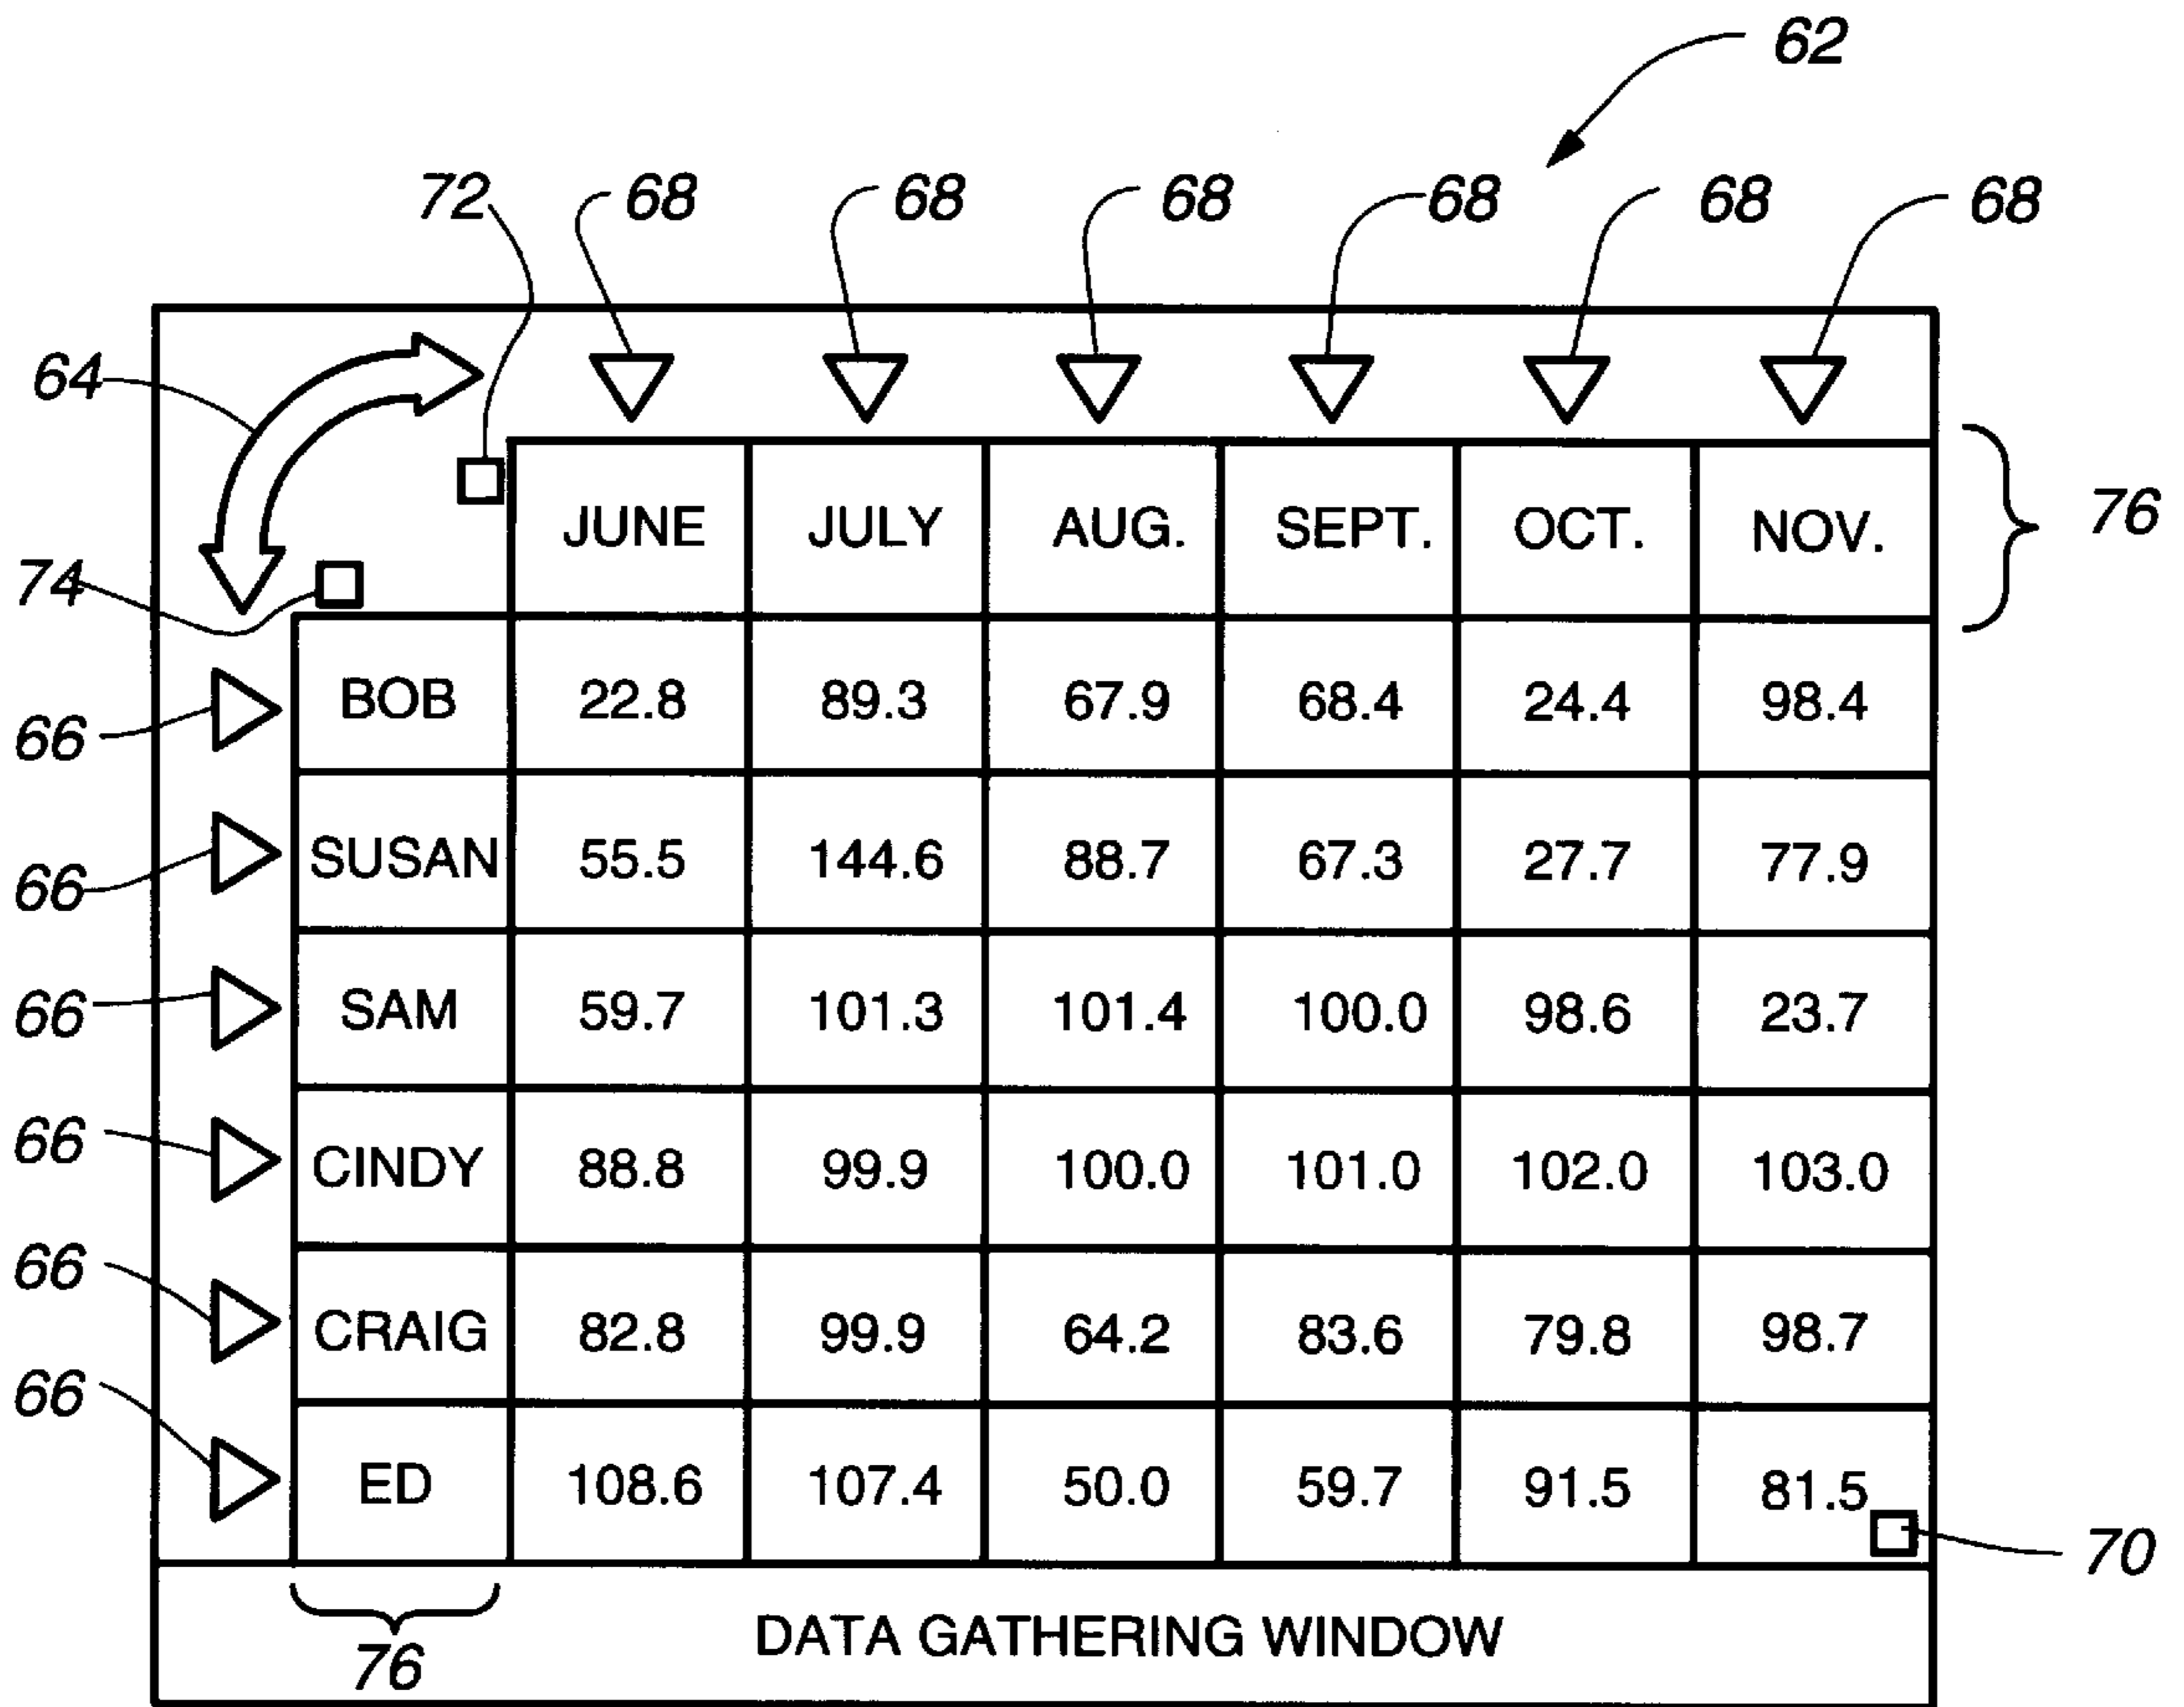 62
72 68 68 68 68 68 68
64
JUNE JULY AUG. SEPT. OCT. NOV. 76
74
BOB 22.8 89.3 67.9 68.4 24.4 98.4
66
SUSAN 55.5 144.6 88.7 67.3 27.7 77.9
66
66 SAM 59.7 101.3 101.4 100.0 98.6 23.7
66 CINDY 88.8 99.9 100.0 101.0 102.0 103.0
66
CRAIG 82.8 99.9 64.2 83.6 79.8 98.7
66
ED 108.6 107.4 50.0 59.7 91.5 81.5
70
DATA GATHERING WINDOW
76